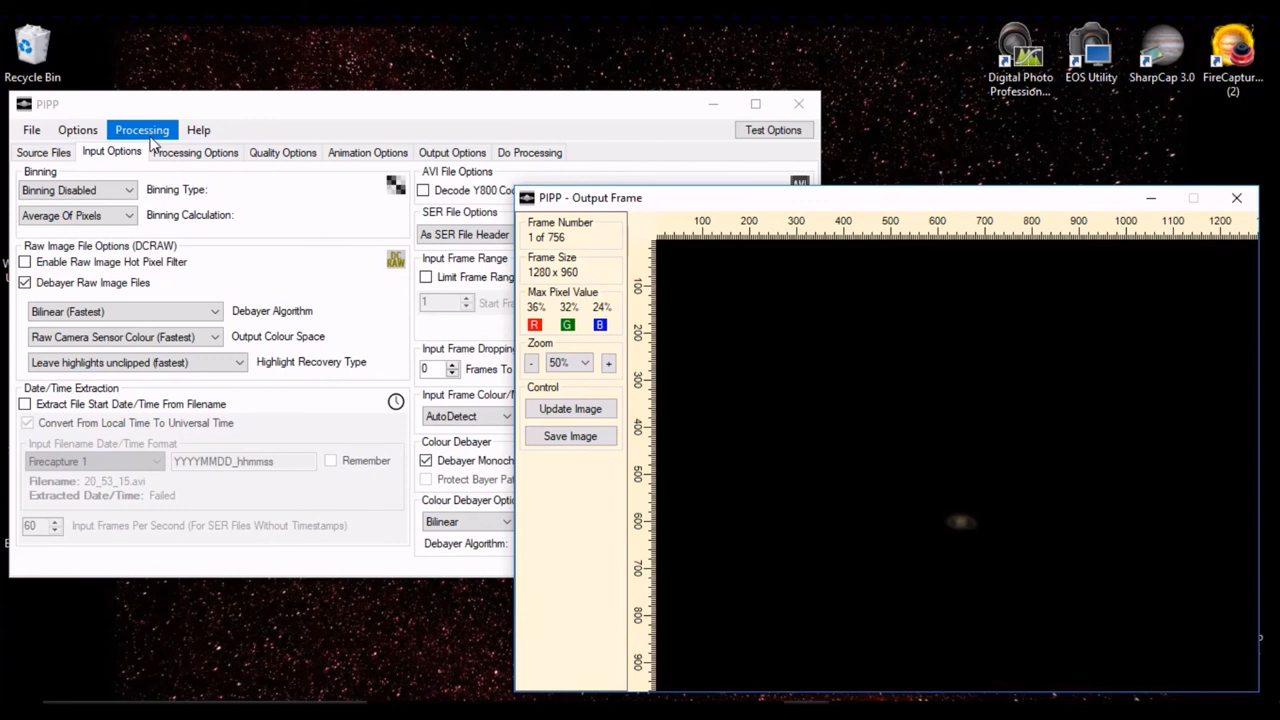 Recycle Bin
Digital Photo
Profession...
EOS Utility
SharpCap 3.0
FireCaptur...
(2)
PIPP
File
Options
Processing
Help
Test Options
Source Files
Input Options
Processing Options
Quality Options
Animation Options
Output Options
Do Processing
Binning
Binning Disabled
Binning Type:
Average Of Pixels
Binning Calculation:
Raw Image File Options (DCRAW)
Enable Raw Image Hot Pixel Filter
DC
RAW
Debayer Raw Image Files
Bilinear (Fastest)
Debayer Algorithm
Raw Camera Sensor Colour (Fastest)
Output Colour Space
Leave highlights unclipped (fastest)
Highlight Recovery Type
Date/Time Extraction
Extract File Start Date/Time From Filename
Convert From Local Time To Universal Time
Input Filename Date/Time Format
Firecapture 1
YYYYMMDD_hhmmss
Remember
Filename: 20_53_15.avi
Extracted Date/Time: Failed
60
Input Frames Per Second (For SER Files Without Timestamps)
AVI File Options
Decode Y800 Co
SER File Options
As SER File Header
Input Frame Range
Limit Frame Rang
1
Start Fra
Input Frame Dropping
0
Frames To
Input Frame Colour/M
AutoDetect
Colour Debayer
Debayer Monoch
Protect Bayer Pat
Colour Debayer Optio
Bilinear
Debayer Algorithm:
PIPP - Output Frame
Frame Number
1 of 756
Frame Size
1280 x 960
Max Pixel Value
36% 32% 24%
R G B
Zoom
- 50% +
Control
Update Image
Save Image
100 200 300 400 500 600 700 800 900 1000 1100 1200
100
200
300
400
500
600
700
800
900